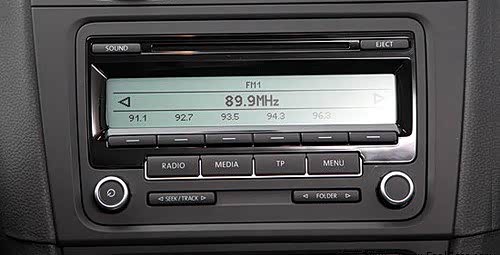 SOUND EJECT
FM1
89.9MHz
91.1 92.7 93.5 94.3 96.3
RADIO MEDIA TP MENU
SEEK/TRACK FOLDER